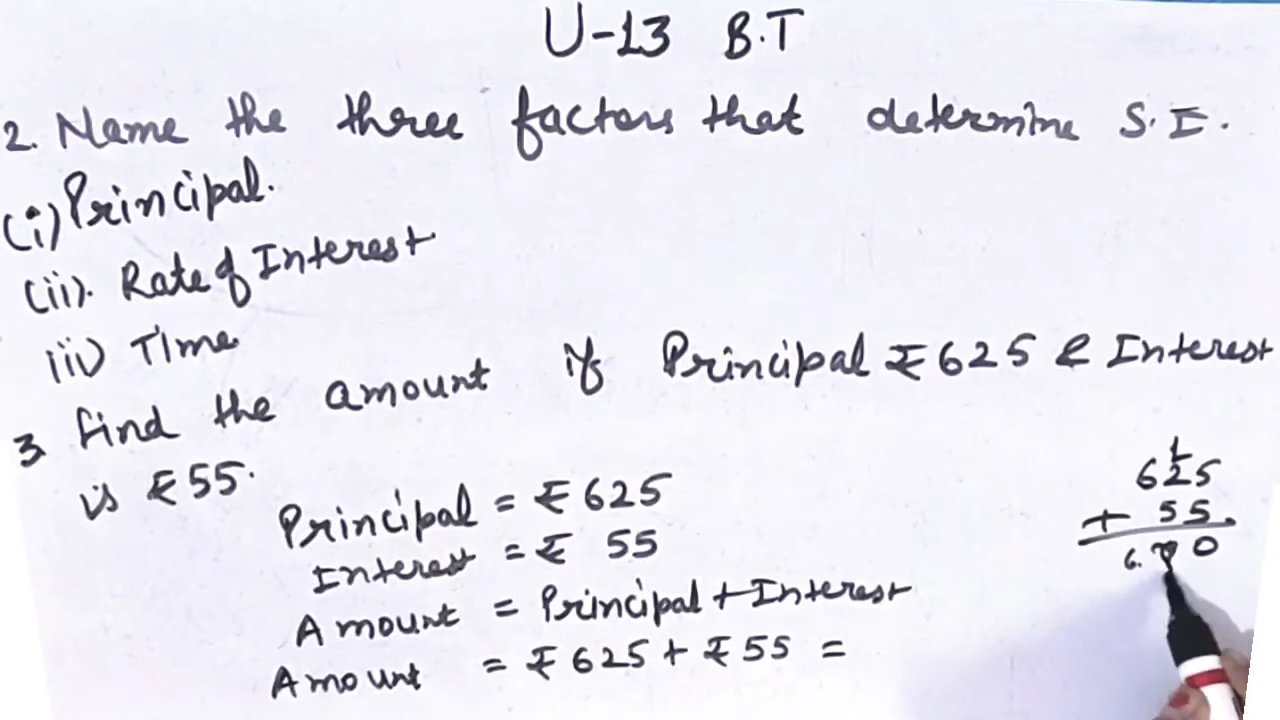 U-13 B.T
2. Name the three factors that determine S.I.
(i) Principal.
(ii). Rate of Interest
iii) Time
3 find the amount if Principal ₹625 & Interest
is ₹55.
Principal = ₹625
Interest = ₹ 55
Amount = Principal + Interest
Amount = ₹625 + ₹55 =
1
625
+ 55.
6. 0